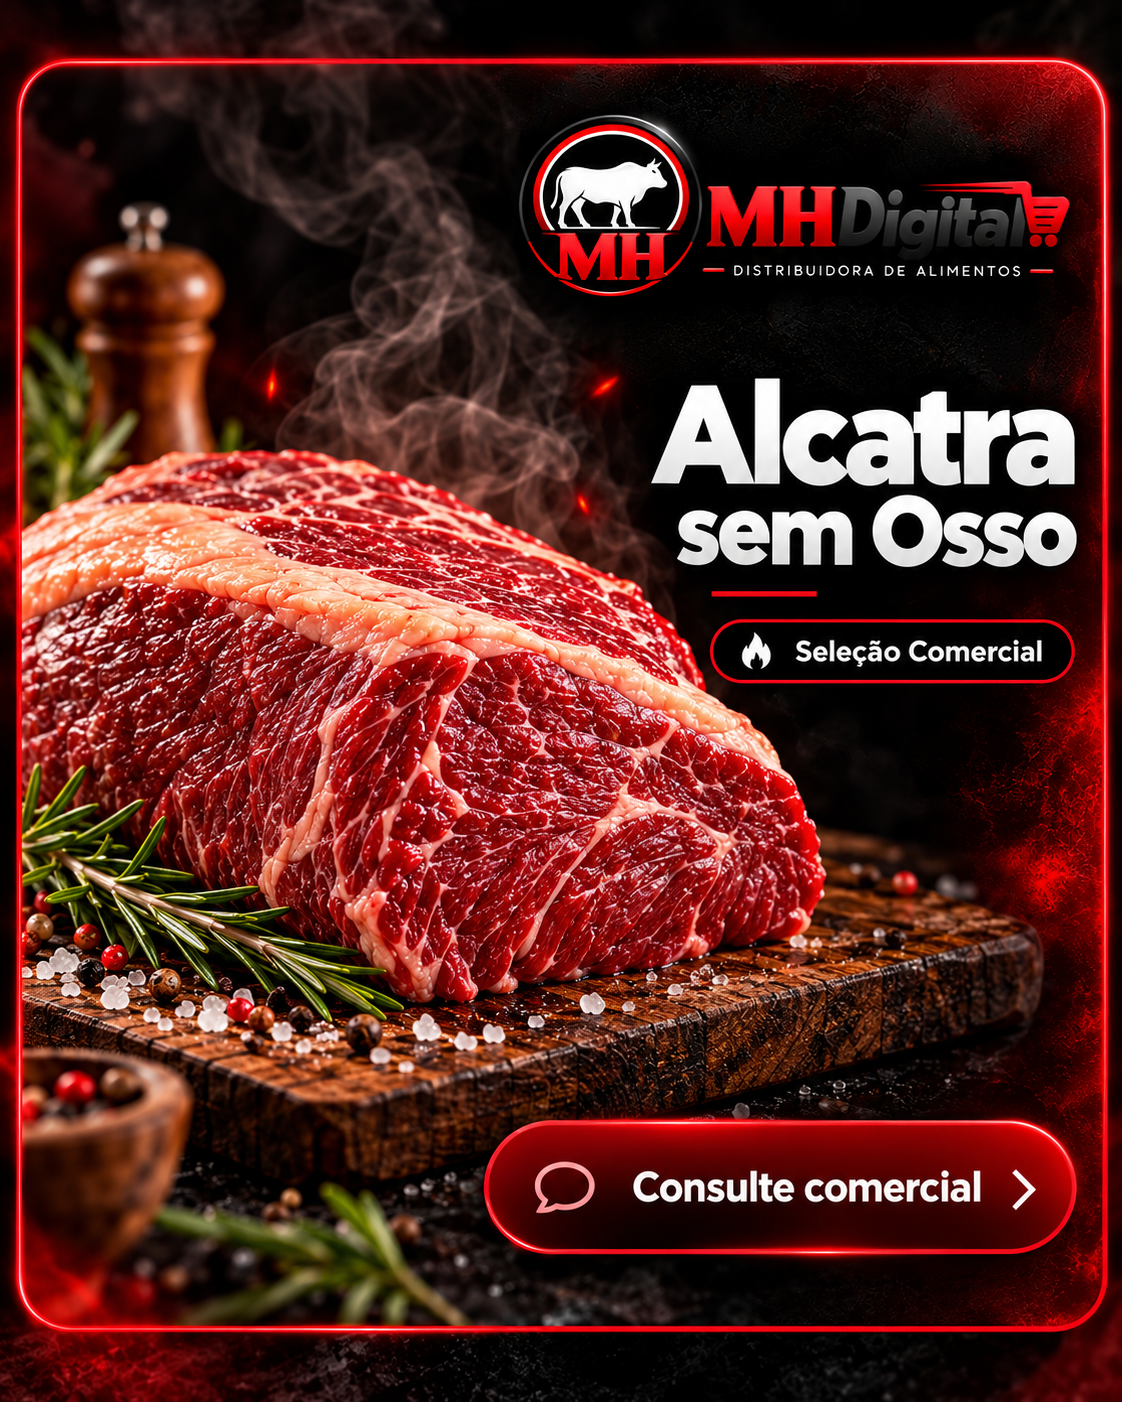 MH
MHDigital
DISTRIBUIDORA DE ALIMENTOS
Alcatra
sem Osso
Seleção Comercial
Consulte comercial